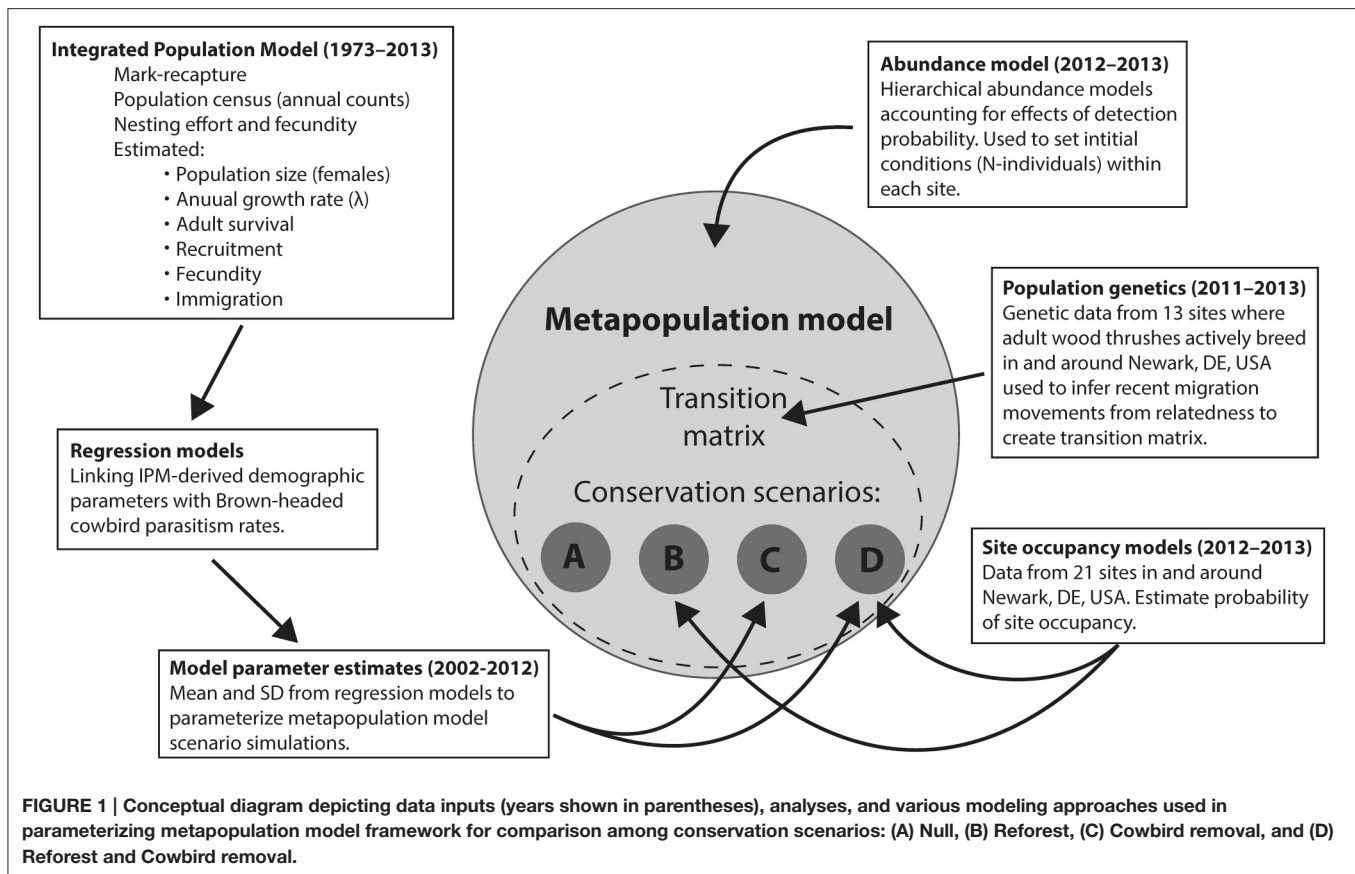 Integrated Population Model (1973–2013)
Mark-recapture
Population census (annual counts)
Nesting effort and fecundity
Estimated:
• Population size (females)
• Anuual growth rate (λ)
• Adult survival
• Recruitment
• Fecundity
• Immigration
Regression models
Linking IPM-derived demographic
parameters with Brown-headed
cowbird parasitism rates.
Model parameter estimates (2002-2012)
Mean and SD from regression models to
parameterize metapopulation model
scenario simulations.
Metapopulation model
Transition
matrix
Conservation scenarios:
A B C D
Abundance model (2012–2013)
Hierarchical abundance models
accounting for effects of detection
probability. Used to set intitial
conditions (N-individuals) within
each site.
Population genetics (2011–2013)
Genetic data from 13 sites where
adult wood thrushes actively breed
in and around Newark, DE, USA
used to infer recent migration
movements from relatedness to
create transition matrix.
Site occupancy models (2012–2013)
Data from 21 sites in and around
Newark, DE, USA. Estimate probability
of site occupancy.
FIGURE 1 | Conceptual diagram depicting data inputs (years shown in parentheses), analyses, and various modeling approaches used in
parameterizing metapopulation model framework for comparison among conservation scenarios: (A) Null, (B) Reforest, (C) Cowbird removal, and (D)
Reforest and Cowbird removal.